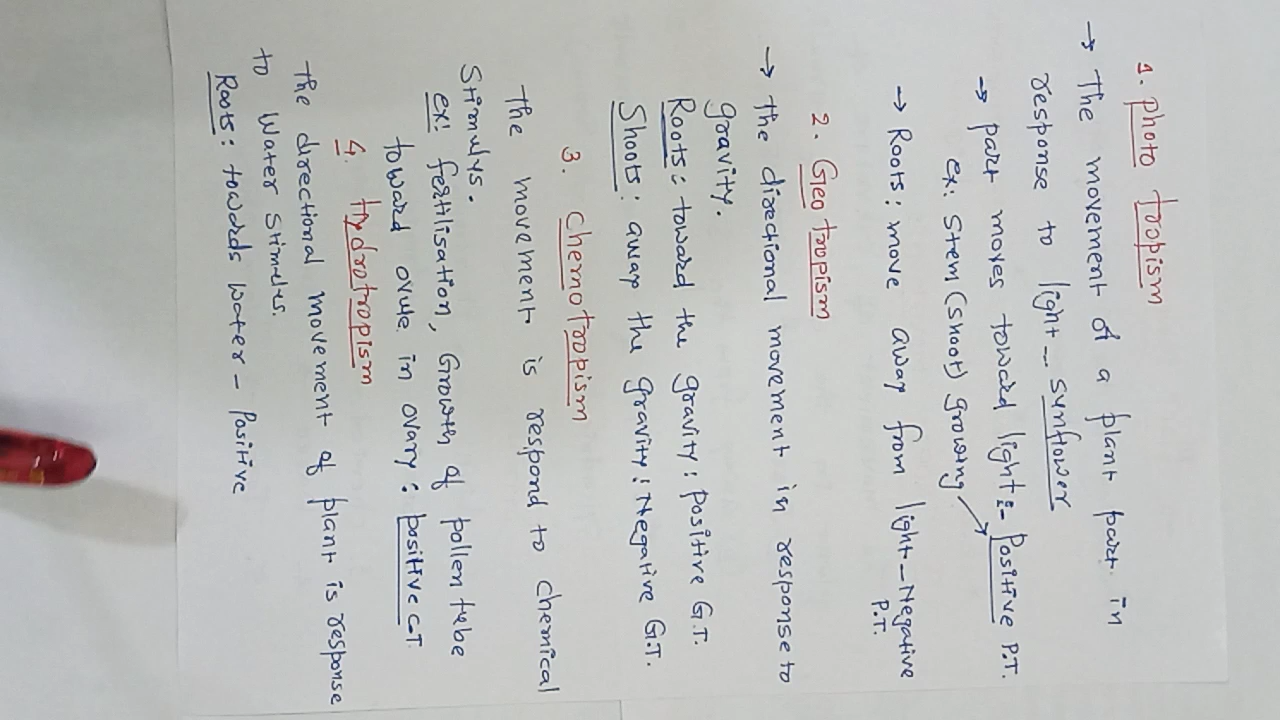 1. Photo tropism
→ The movement of a plant part in
response to light - sunflower
→ part moves toward light:- Positive P.T.
ex: Stem (shoot) growing
→ Roots: move away from light - Negative
P.T.
2. Geo tropism
→ The directional movement in response to
gravity.
Roots: toward the gravity: Positive G.T.
Shoots: away the gravity: Negative G.T.
3. Chemotropism
The movement is respond to chemical
Stimulus.
ex: fertilisation, Growth of pollen tube
toward ovule in ovary: positive C.T.
4. Hydrotropism
The directional movement of plant is response
to Water Stimulus.
Roots: towards water - Positive